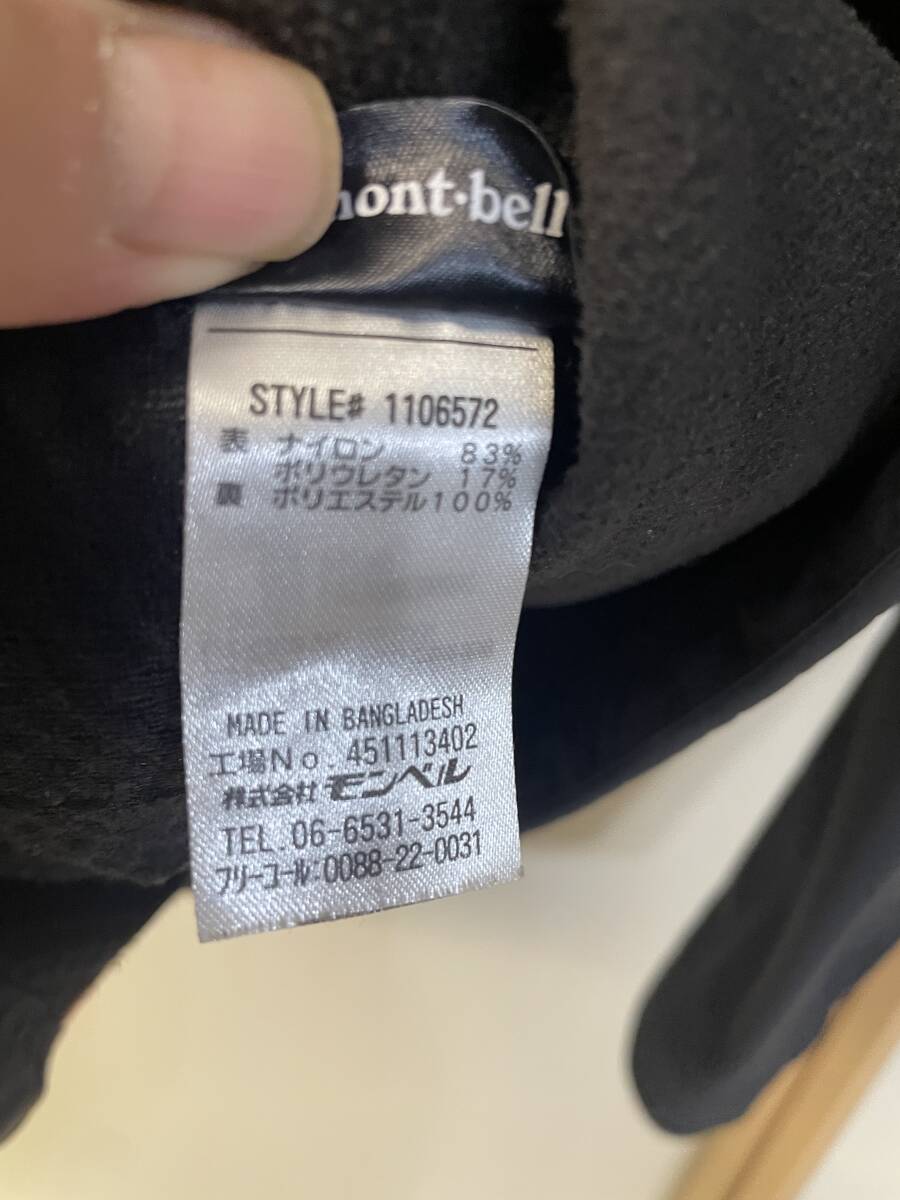 mont·bell
STYLE# 1106572
表 ナイロン 83%
ポリウレタン 17%
裏 ポリエステル100%
MADE IN BANGLADESH
工場No. 451113402
株式会社 モンベル
TEL. 06-6531-3544
フリーコール:0088-22-0031